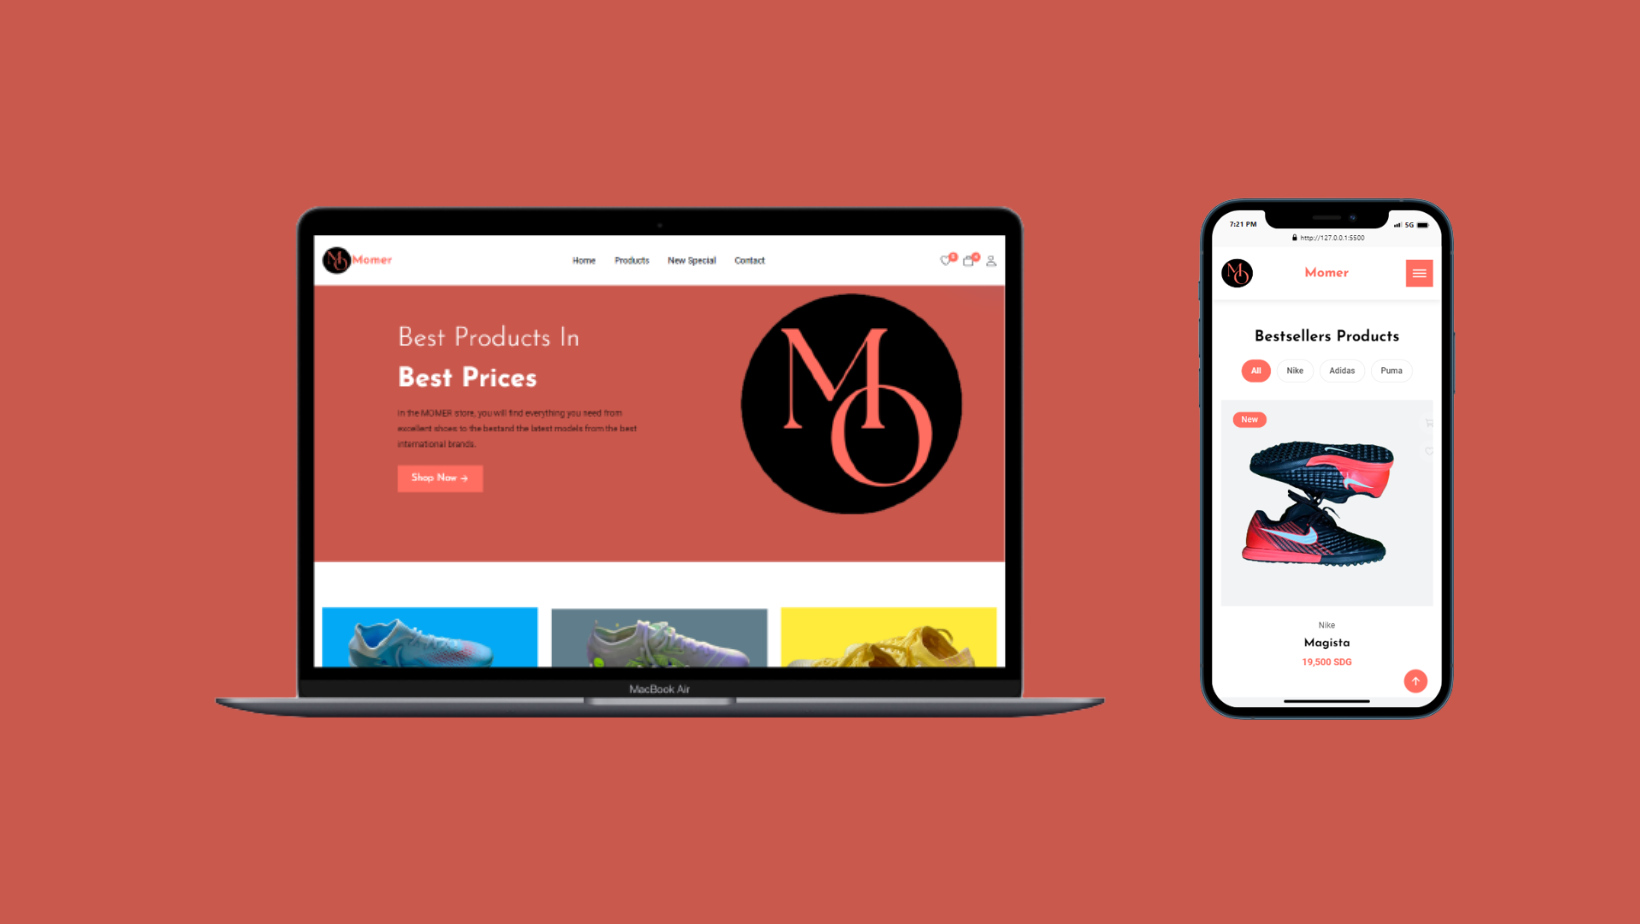 MO
Momer
Home Products New Special Contact
Best Products In
Best Prices
In the MOMER store, you will find everything you need from
excellent shoes to the bestand the latest models from the best
international brands.
Shop Now →
MO
MacBook Air
7:21 PM 5G
http://127.0.0.1:5500
MO
Momer
Bestsellers Products
All Nike Adidas Puma
New
Nike
Magista
19,500 SDG